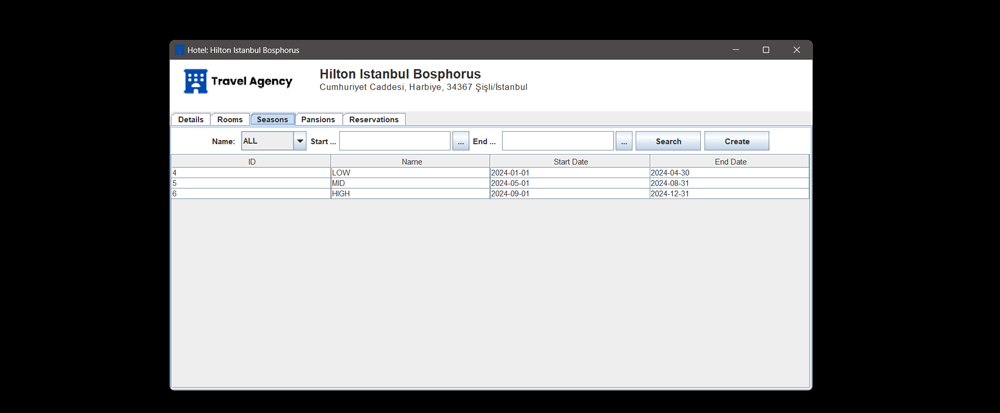 Hotel: Hilton Istanbul Bosphorus
Travel Agency
Hilton Istanbul Bosphorus
Cumhuriyet Caddesi, Harbiye, 34367 Şişli/İstanbul
Details Rooms Seasons Pansions Reservations
Name: ALL Start ... ... End ... ... Search Create
ID Name Start Date End Date
4 LOW 2024-01-01 2024-04-30
5 MID 2024-05-01 2024-08-31
6 HIGH 2024-09-01 2024-12-31